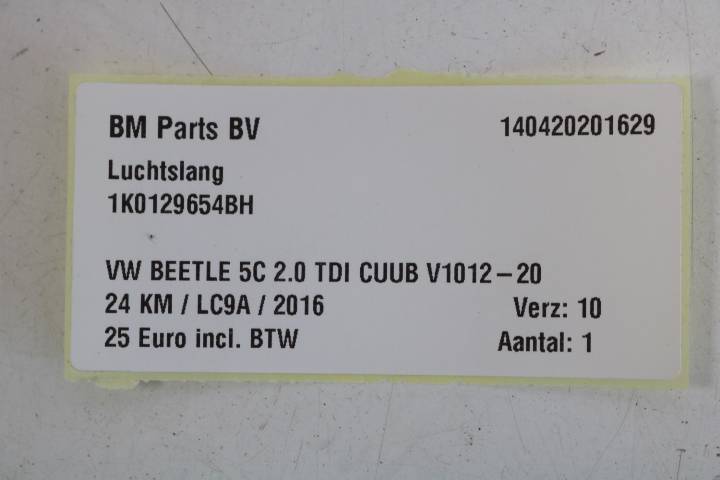 BM Parts BV 140420201629
Luchtslang
1K0129654BH
VW BEETLE 5C 2.0 TDI CUUB V1012-20
24 KM / LC9A / 2016 Verz: 10
25 Euro incl. BTW Aantal: 1